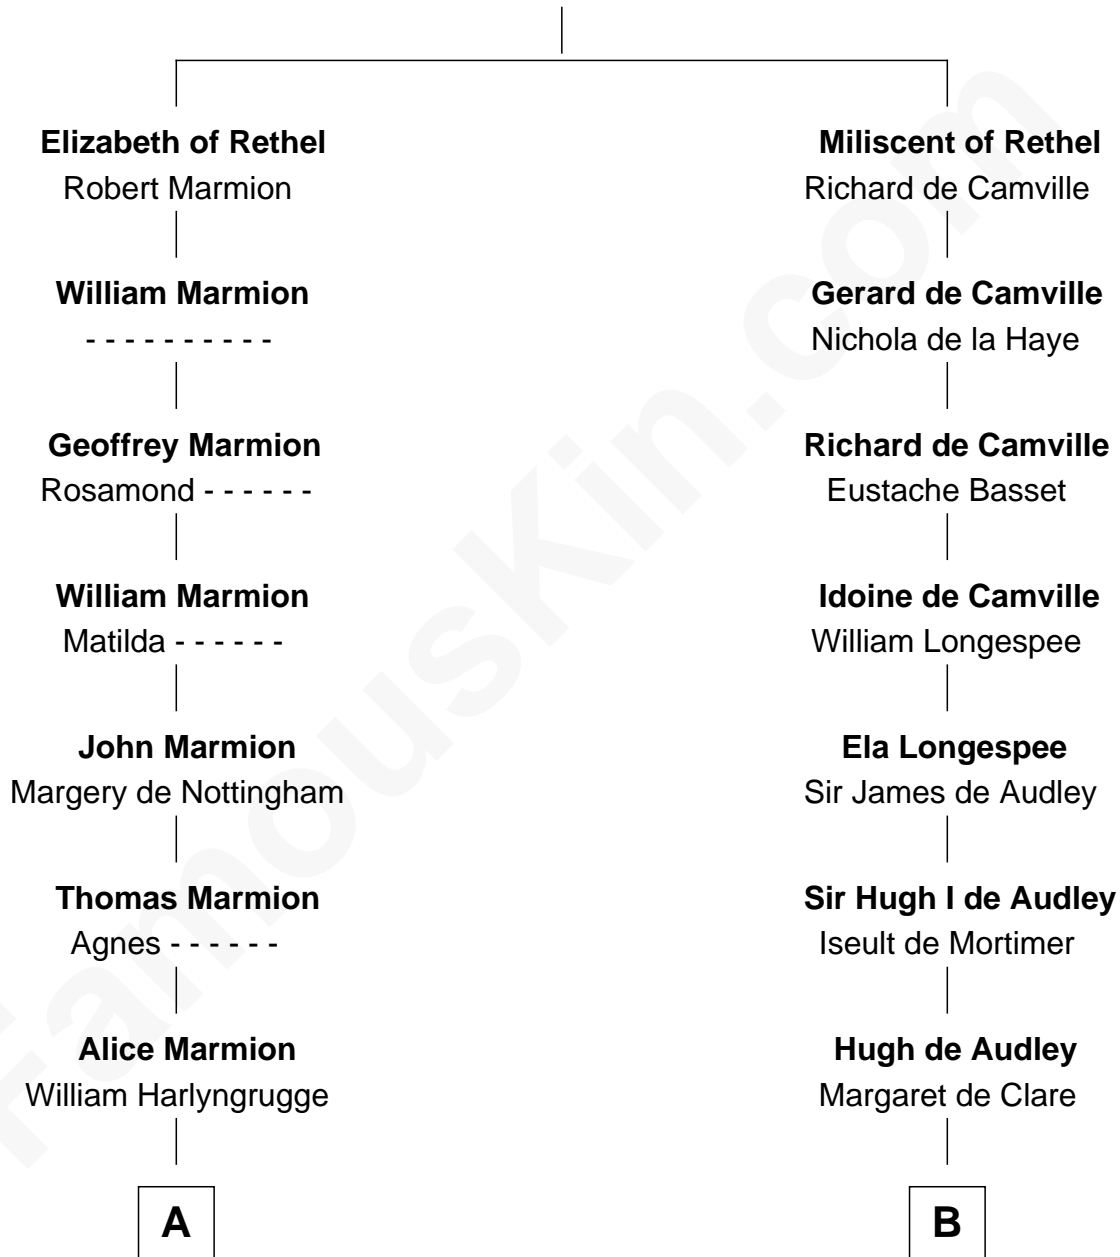 Elizabeth of Rethel
Robert Marmion
William Marmion
- - - - - - - - - -
Geoffrey Marmion
Rosamond - - - - - -
William Marmion
Matilda - - - - - -
John Marmion
Margery de Nottingham
Thomas Marmion
Agnes - - - - - -
Alice Marmion
William Harlyngrugge
A
Miliscent of Rethel
Richard de Camville
Gerard de Camville
Nichola de la Haye
Richard de Camville
Eustache Basset
Idoine de Camville
William Longespee
Ela Longespee
Sir James de Audley
Sir Hugh I de Audley
Iseult de Mortimer
Hugh de Audley
Margaret de Clare
B
FamousKin.com